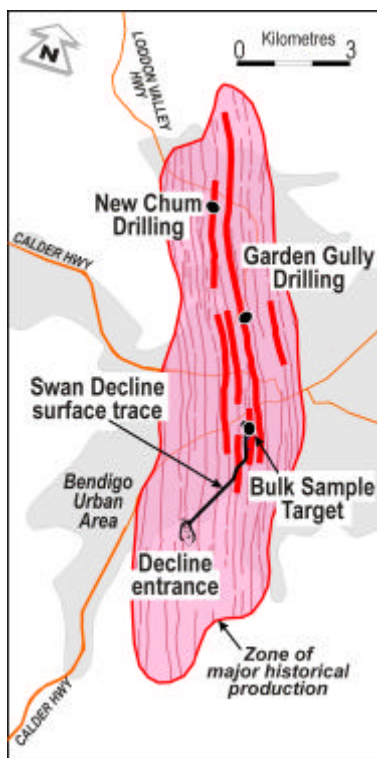 N
Kilometres
0 3
LODDON VALLEY
HWY
New Chum
Drilling
CALDER HWY
Garden Gully
Drilling
Swan Decline
surface trace
Bendigo
Urban
Area
Bulk Sample
Target
Decline
entrance
Zone of
major historical
production
CALDER HWY